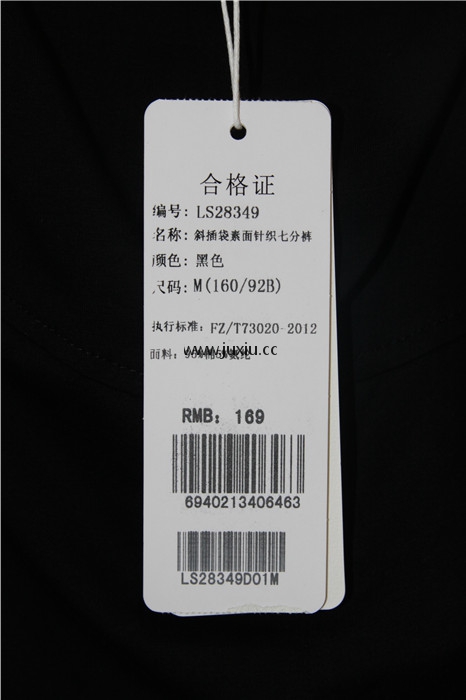 合格证
编号: LS28349
名称: 斜插袋素面针织七分裤
颜色: 黑色
尺码: M(160/92B)
执行标准: FZ/T73020-2012
面料:
www.juxiu.cc
RMB: 169
6940213406463
LS28349D01M